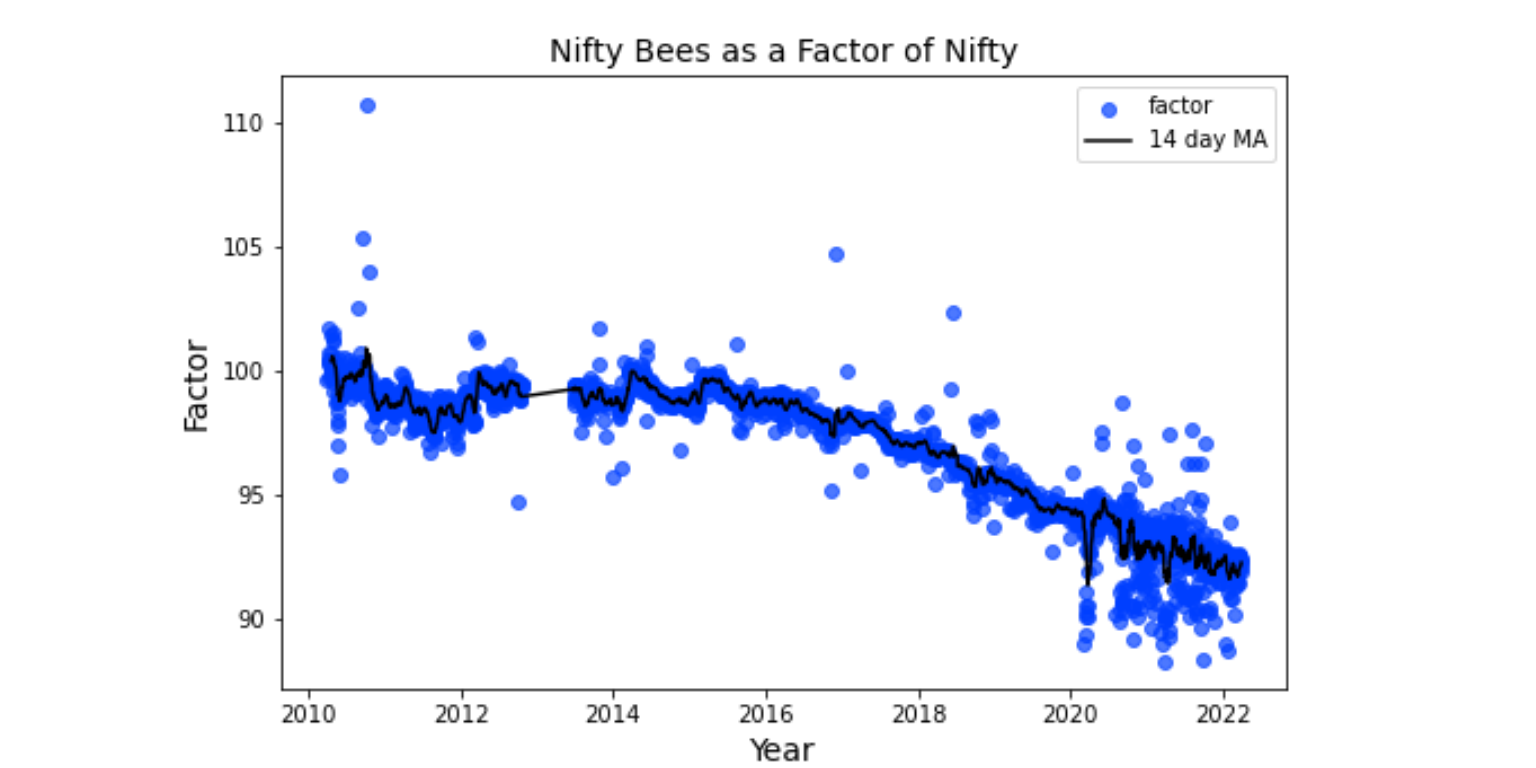 Nifty Bees as a Factor of Nifty
factor
14 day MA
110
105
100
95
90
Factor
2010 2012 2014 2016 2018 2020 2022
Year